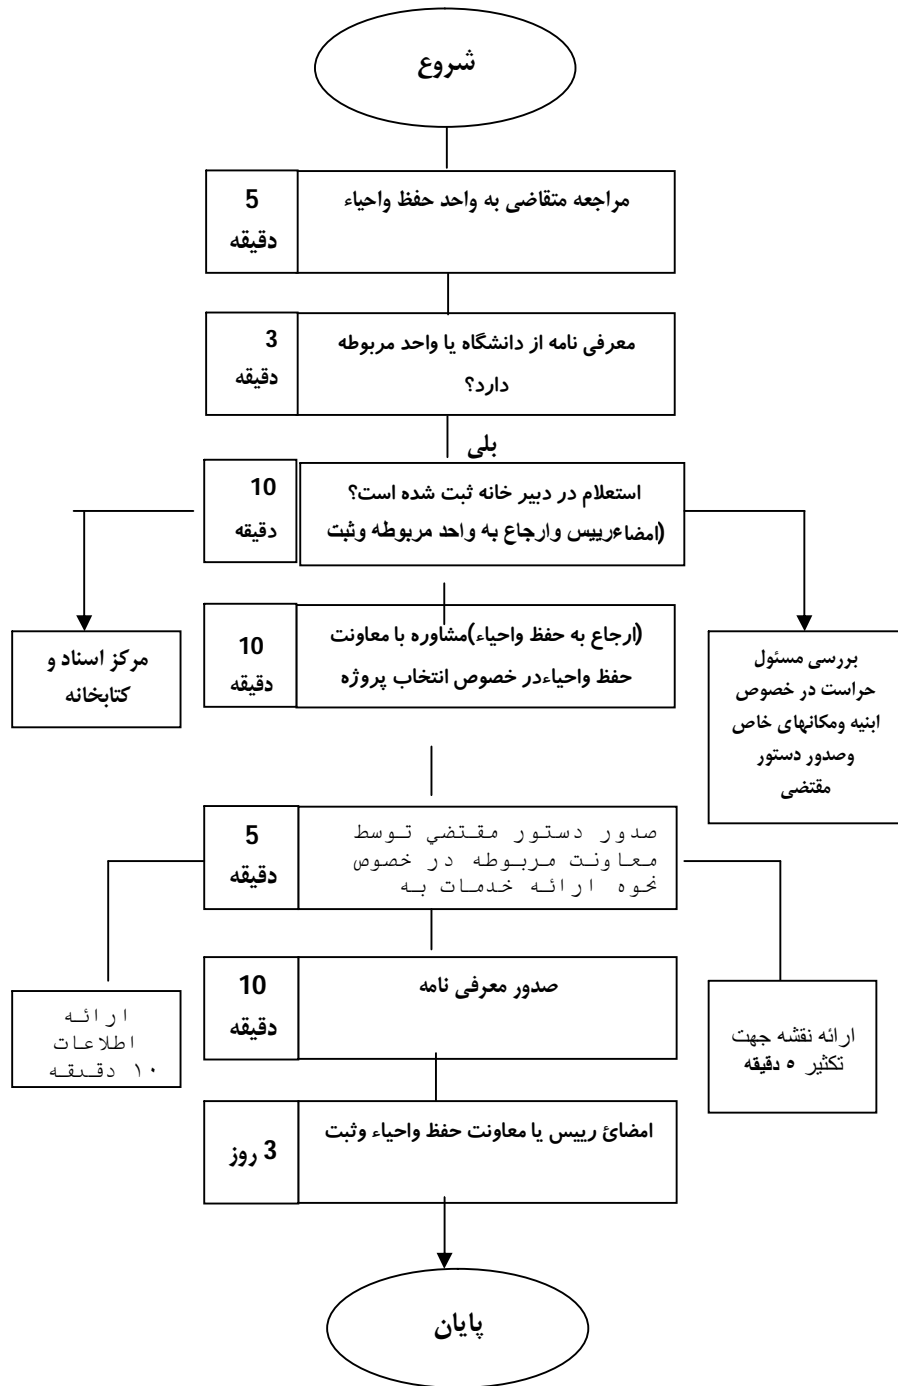 شروع
مراجعه متقاضی به واحد حفظ واحیاء
5
دقیقه
معرفی نامه از دانشگاه یا واحد مربوطه
دارد؟
3
دقیقه
بلی
استعلام در دبیر خانه ثبت شده است؟
(امضاءرییس وارجاع به واحد مربوطه وثبت
10
دقیقه
(ارجاع به حفظ واحیاء)مشاوره با معاونت
حفظ واحیاءدر خصوص انتخاب پروژه
10
دقیقه
بررسی مسئول
حراست در خصوص
ابنیه ومکانهای خاص
وصدور دستور
مقتضی
مرکز اسناد و
کتابخانه
صدور دستور مقتضي توسط
معاونت مربوطه در خصوص
نحوه ارائه خدمات به
5
دقیقه
صدور معرفی نامه
10
دقیقه
ارائه نقشه جهت
تکثیر ٥ دقیقه
ارائه
اطلاعات
١٠ دقیقه
امضائ رییس یا معاونت حفظ واحیاء وثبت
3 روز
پایان